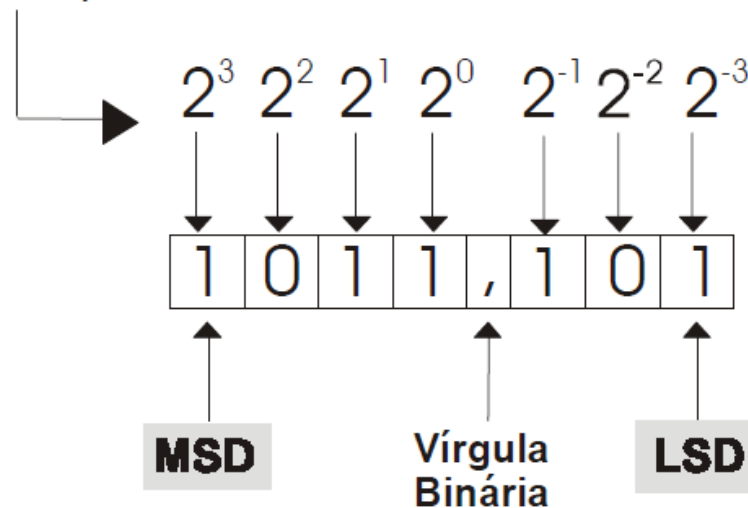 2³ 2² 2¹ 2⁰ 2⁻¹ 2⁻² 2⁻³
1 0 1 1 , 1 0 1
MSD Vírgula LSD
Binária